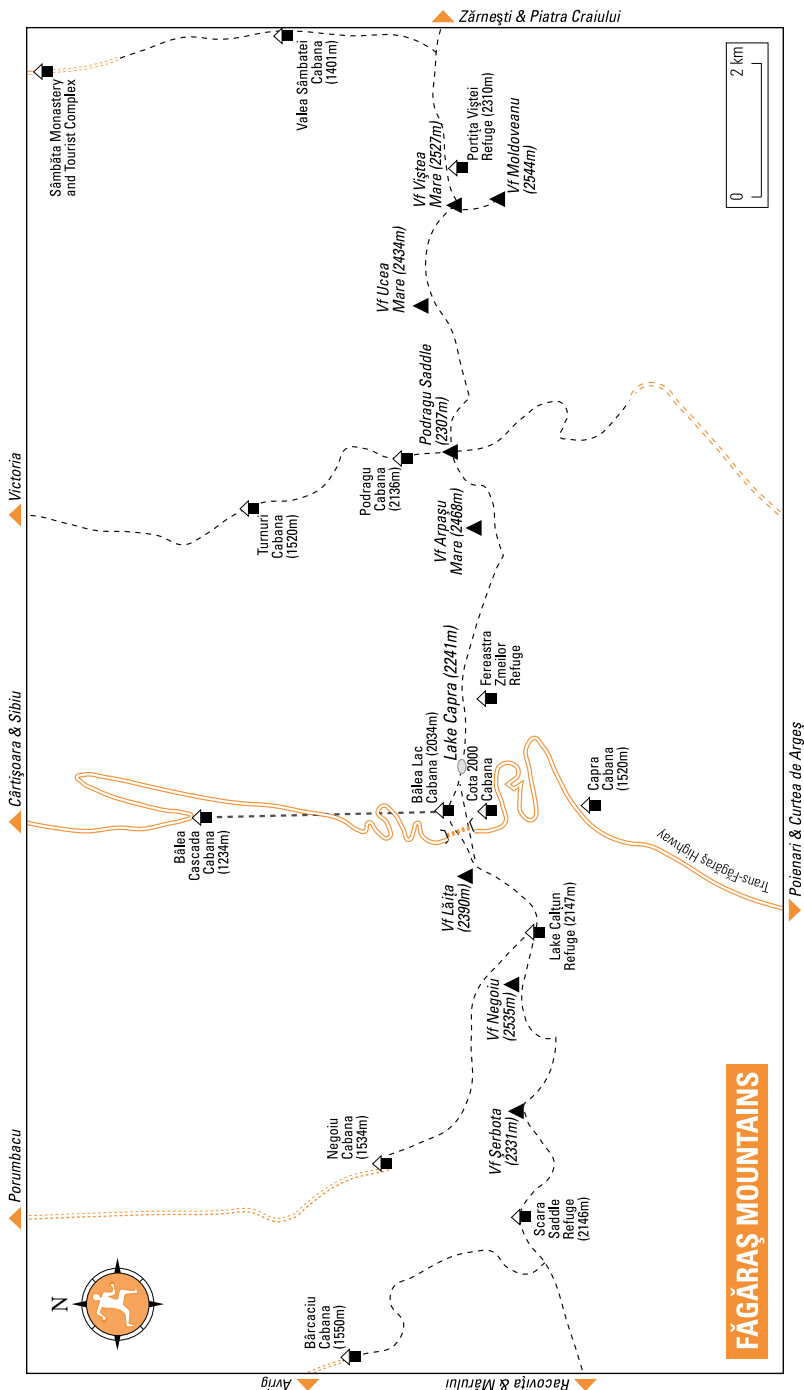 Avrig
Racoviţa & Mârului
N
Bârcaciu
Cabana
(1550m)
FĂGĂRAŞ MOUNTAINS
Porumbacu
Scara
Saddle
Refuge
(2146m)
Negoiu
Cabana
(1534m)
Vf Şerbota
(2331m)
Vf Negoiu
(2535m)
Lake Calţun
Refuge (2147m)
Vf Lăiţa
(2390m)
Poienari & Curtea de Argeş
Trans-Făgăraş Highway
Cârtişoara & Sibiu
Bâlea
Cascada
Cabana
(1234m)
Bâlea Lac
Cabana (2034m)
Cota 2000
Cabana
Capra
Cabana
(1520m)
Lake Capra (2241m)
Fereastra
Zmeilor
Refuge
Victoria
Turnuri
Cabana
(1520m)
Vf Arpaşu
Mare (2468m)
Podragu
Cabana
(2136m)
Podragu Saddle
(2307m)
Vf Ucea
Mare (2434m)
Vf Viştea
Mare (2527m)
Vf Moldoveanu
(2544m)
Portiţa Viştei
Refuge (2310m)
Sâmbăta Monastery
and Tourist Complex
Valea Sâmbatei
Cabana
(1401m)
0
2 km
Zărneşti & Piatra Craiului